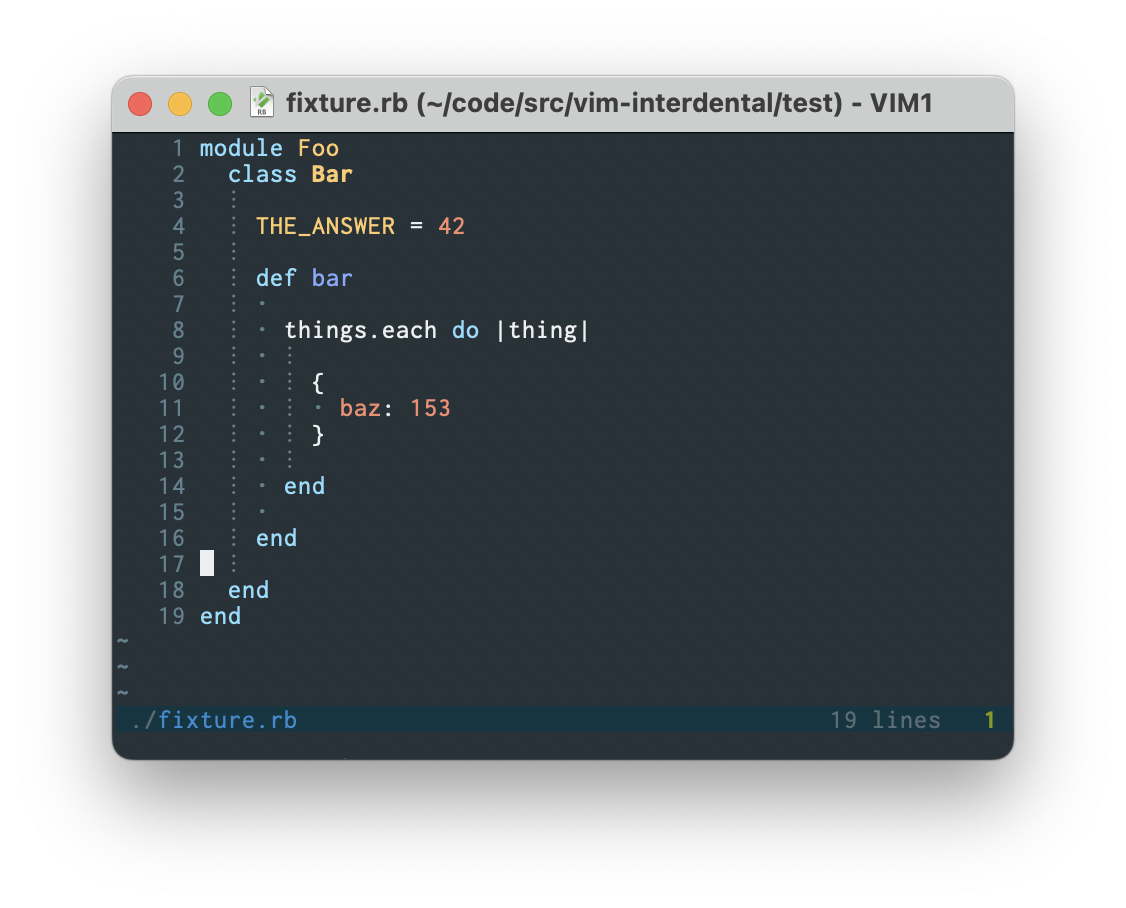 RB fixture.rb (~/code/src/vim-interdental/test) - VIM1
1 module Foo
2   class Bar
3   ⋮
4   ⋮ THE_ANSWER = 42
5   ⋮
6   ⋮ def bar
7   ⋮ ·
8   ⋮ · things.each do |thing|
9   ⋮ · ⋮
10   ⋮ · ⋮ {
11   ⋮ · ⋮ · baz: 153
12   ⋮ · ⋮ }
13   ⋮ · ⋮
14   ⋮ · end
15   ⋮ ·
16   ⋮ end
17   ⋮
18   end
19 end
~
~
~
./fixture.rb 19 lines 1